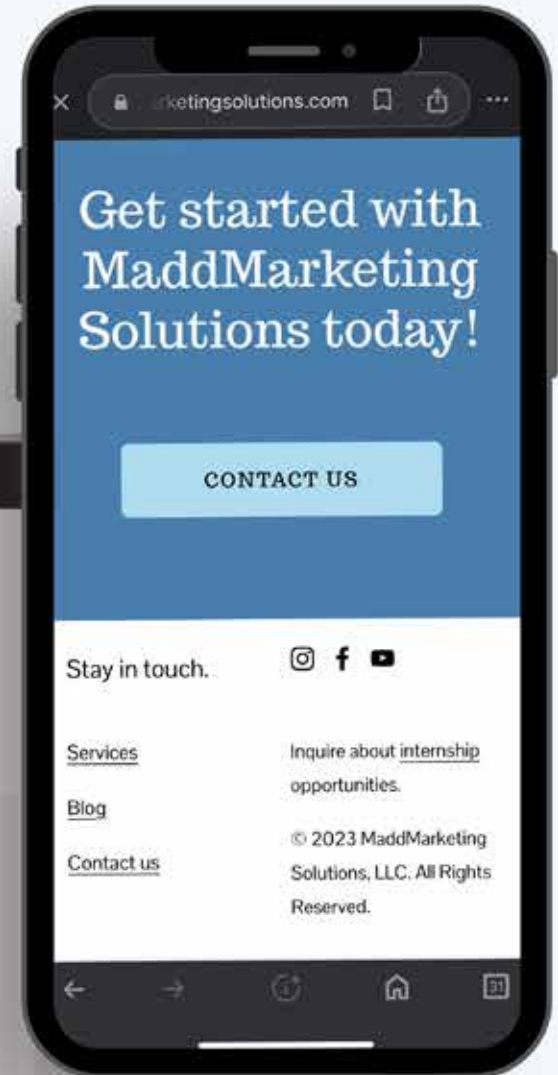 rketingsolutions.com
Get started with
MaddMarketing
Solutions today!
CONTACT US
Stay in touch.
Services
Blog
Contact us
Inquire about internship
opportunities.
© 2023 MaddMarketing
Solutions, LLC. All Rights
Reserved.
31